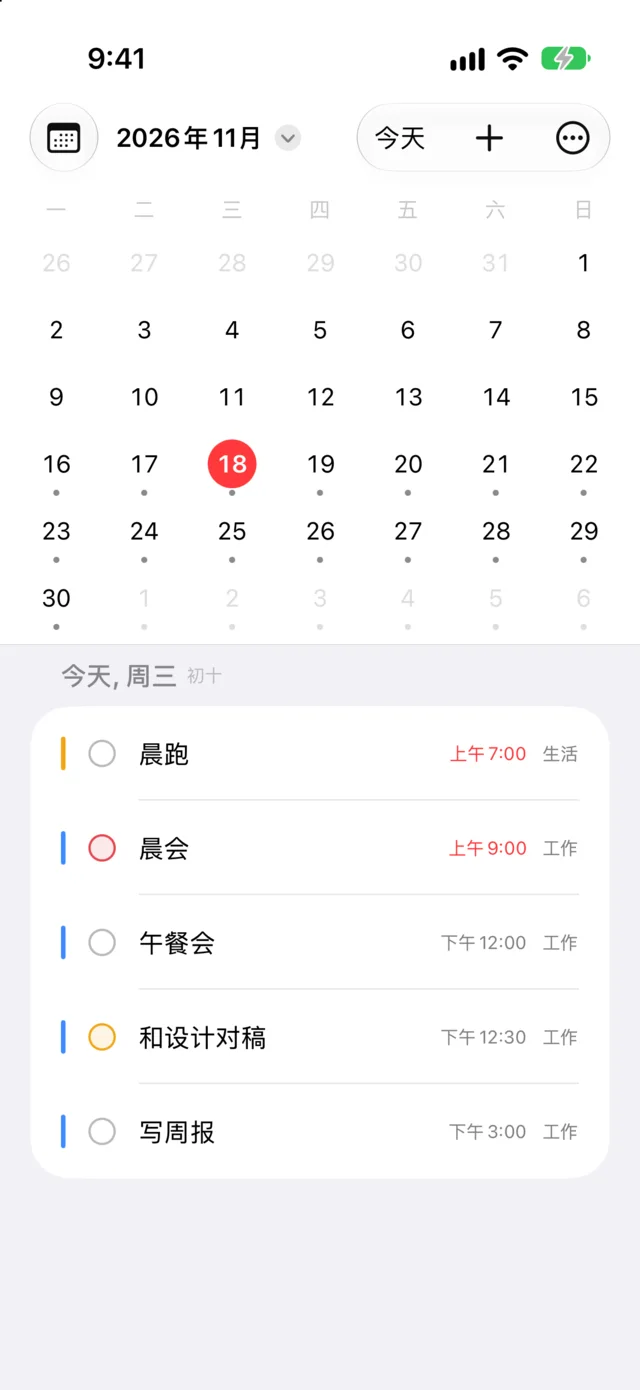 9:41
2026年11月
今天
一 二 三 四 五 六 日
26 27 28 29 30 31 1
2 3 4 5 6 7 8
9 10 11 12 13 14 15
16 17 18 19 20 21 22
23 24 25 26 27 28 29
30 1 2 3 4 5 6
今天, 周三 初十
晨跑 上午7:00 生活
晨会 上午9:00 工作
午餐会 下午12:00 工作
和设计对稿 下午12:30 工作
写周报 下午3:00 工作